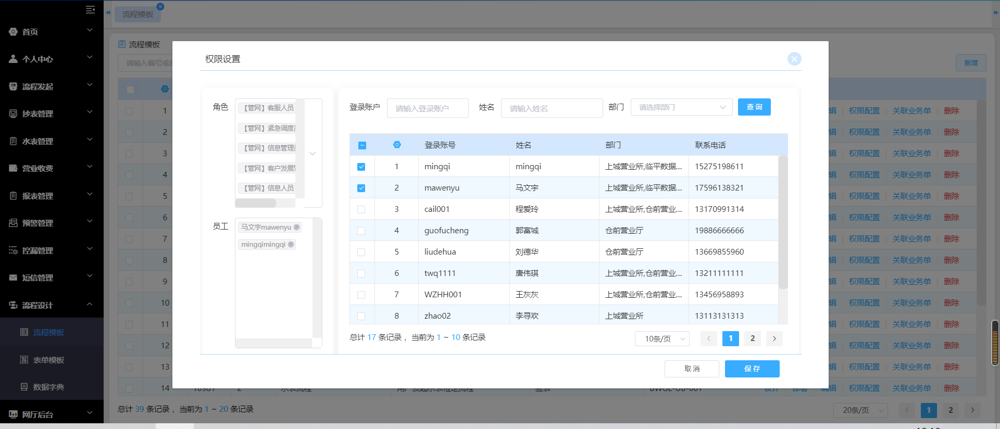 首页
个人中心
流程发起
抄表管理
水表管理
营业收费
报表管理
预警管理
控漏管理
短信管理
流程设计
流程模板
表单模板
数据字典
网厅后台
流程模板
流程模板
请输入编号或
新增
1
2
3
4
5
6
7
8
9
10
11
12
13
14
辑 权限配置 关联业务单 删除
辑 权限配置 关联业务单 删除
辑 权限配置 关联业务单 删除
辑 权限配置 关联业务单 删除
辑 权限配置 关联业务单 删除
辑 权限配置 关联业务单 删除
辑 权限配置 关联业务单 删除
辑 权限配置 关联业务单 删除
辑 权限配置 关联业务单 删除
辑 权限配置 关联业务单 删除
辑 权限配置 关联业务单 删除
辑 权限配置 关联业务单 删除
辑 权限配置 关联业务单 删除
权限配置 关联业务单 删除
总计 39 条记录 ，当前为 1 ~ 20 条记录
20条/页
1 2
权限设置
角色
【管网】客服人员
【管网】紧急调度
【管网】信息管理
【管网】客户发展
【管网】信息人员
员工
马文宇mawenyu
mingqimingqi
登录账户 请输入登录账户 姓名 请输入姓名 部门 请选择部门 查询
登录账号 姓名 部门 联系电话
1 mingqi mingqi 上城营业所,临平数据... 15275198611
2 mawenyu 马文宇 上城营业所,临平数据... 17596138321
3 cail001 程爱玲 上城营业所,仓前营业... 13170991314
4 guofucheng 郭富城 仓前营业厅 19886666666
5 liudehua 刘德华 仓前营业厅 13669855960
6 twq1111 唐伟琪 上城营业所,仓前营业... 13211111111
7 WZHH001 王灰灰 上城营业所,仓前营业... 13456958893
8 zhao02 李寻欢 上城营业所 13113131313
总计 17 条记录 ，当前为 1 ~ 10 条记录
10条/页
1 2
取消 保存